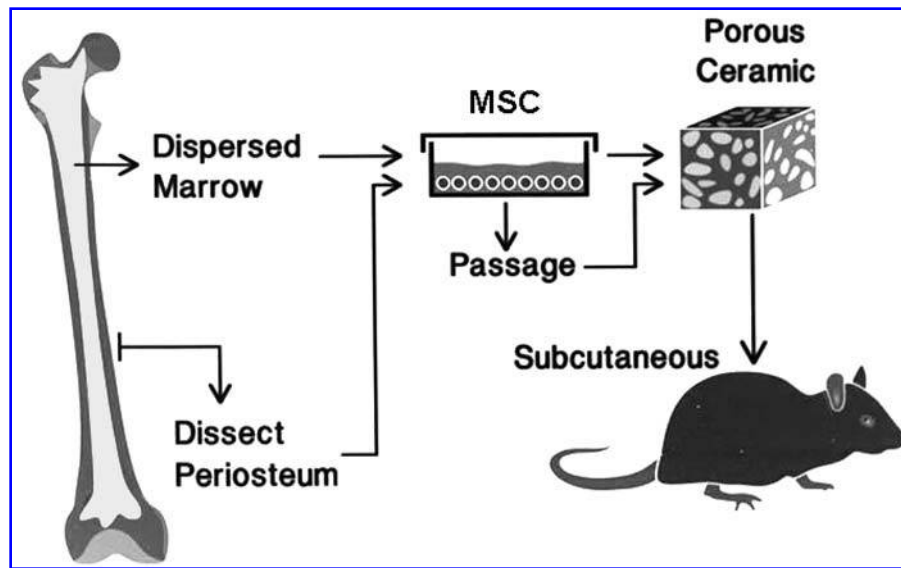 Porous
Ceramic
MSC
Dispersed
Marrow
Passage
Subcutaneous
Dissect
Periosteum